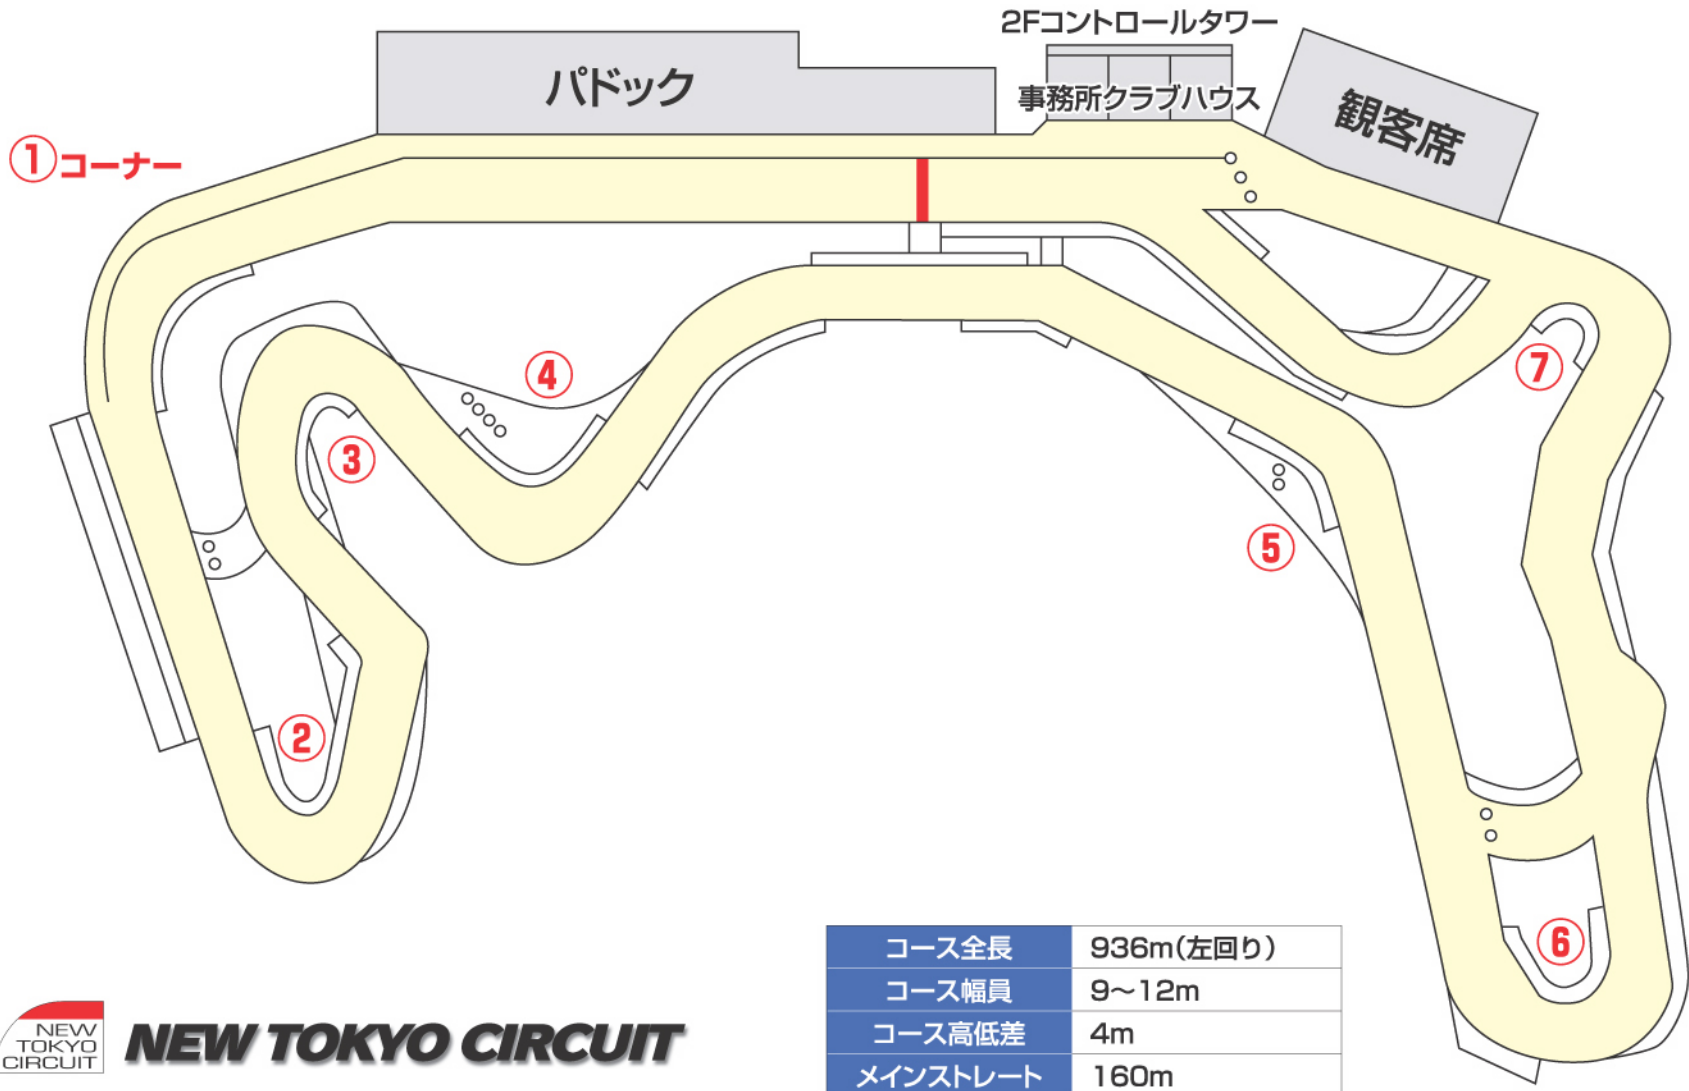 2Fコントロールタワー
パドック
事務所クラブハウス
観客席
①コーナー
④
⑦
③
⑤
②
⑥
コース全長 936m(左回り)
コース幅員 9〜12m
コース高低差 4m
メインストレート 160m
NEW
TOKYO
CIRCUIT
NEW TOKYO CIRCUIT